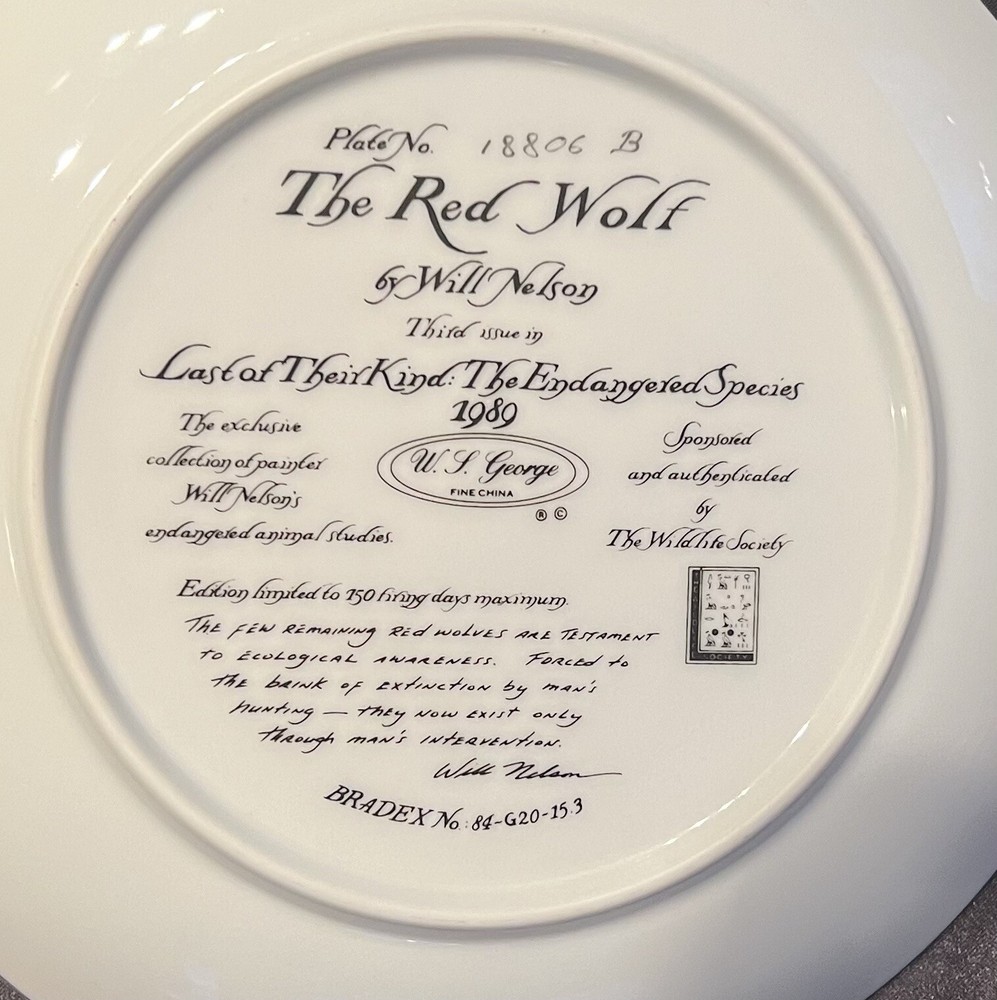 Plate No. 18806 B
The Red Wolf
by Will Nelson
Third issue in
Last of Their Kind: The Endangered Species
1989
The exclusive
collection of painter
Will Nelson's
endangered animal studies.
W. S. George
FINE CHINA
® ©
Sponsored
and authenticated
by
The Wildlife Society
Edition limited to 150 firing days maximum.
THE FEW REMAINING RED WOLVES ARE TESTAMENT
TO ECOLOGICAL AWARENESS. FORCED TO
THE BRINK OF EXTINCTION BY MAN'S
HUNTING — THEY NOW EXIST ONLY
THROUGH MAN'S INTERVENTION.
Will Nelson
BRADEX No.: 84-G20-15.3
SOCIETY